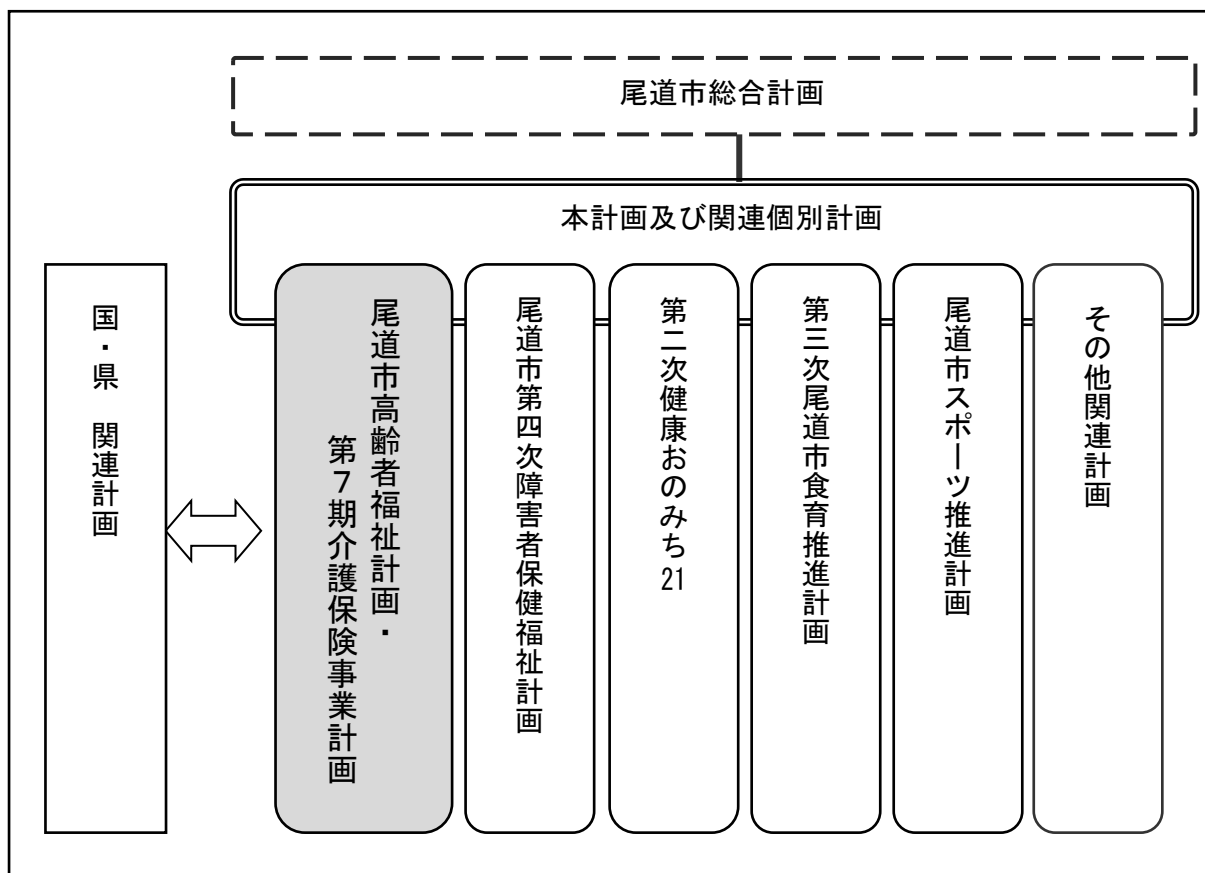 尾道市総合計画
本計画及び関連個別計画
国・県 関連計画
尾道市高齢者福祉計画・
第７期介護保険事業計画
尾道市第四次障害者保健福祉計画
第二次健康おのみち21
第三次尾道市食育推進計画
尾道市スポーツ推進計画
その他関連計画